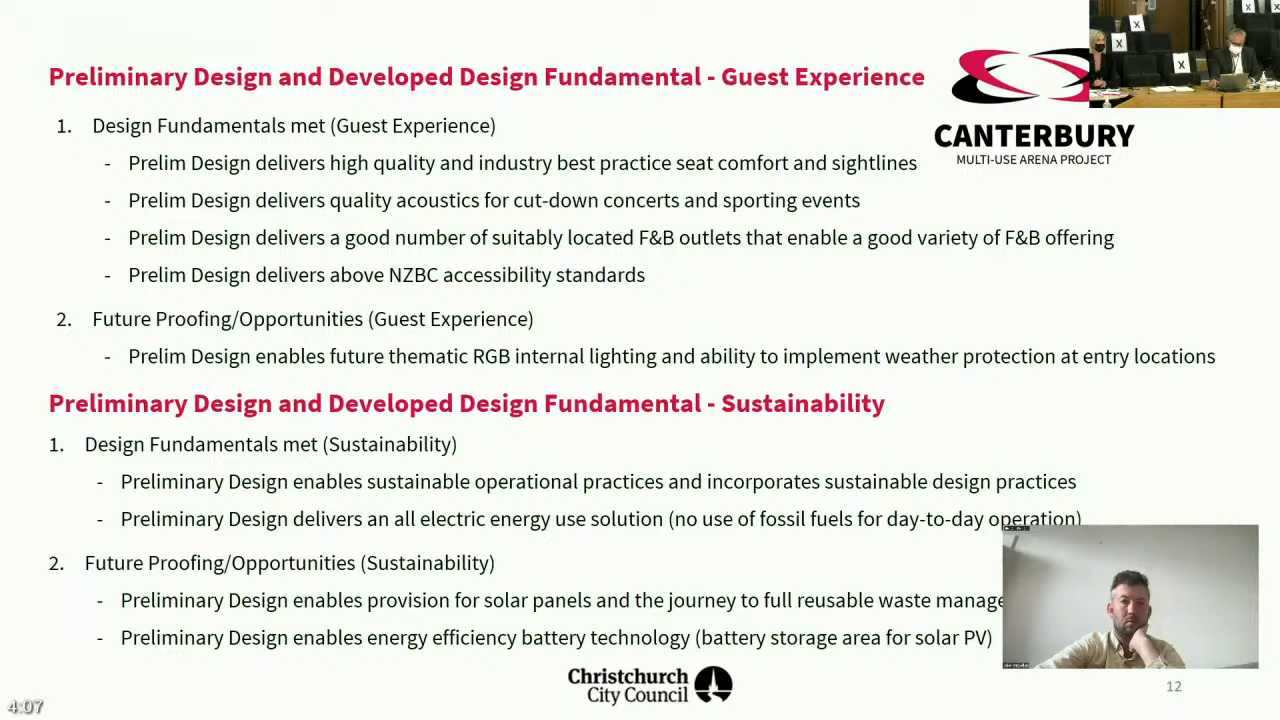 Preliminary Design and Developed Design Fundamental - Guest Experience
1. Design Fundamentals met (Guest Experience)
- Prelim Design delivers high quality and industry best practice seat comfort and sightlines
- Prelim Design delivers quality acoustics for cut-down concerts and sporting events
- Prelim Design delivers a good number of suitably located F&B outlets that enable a good variety of F&B offering
- Prelim Design delivers above NZBC accessibility standards
2. Future Proofing/Opportunities (Guest Experience)
- Prelim Design enables future thematic RGB internal lighting and ability to implement weather protection at entry locations
CANTERBURY
MULTI-USE ARENA PROJECT
X
X
X
X
X
Preliminary Design and Developed Design Fundamental - Sustainability
1. Design Fundamentals met (Sustainability)
- Preliminary Design enables sustainable operational practices and incorporates sustainable design practices
- Preliminary Design delivers an all electric energy use solution (no use of fossil fuels for day-to-day operation)
2. Future Proofing/Opportunities (Sustainability)
- Preliminary Design enables provision for solar panels and the journey to full reusable waste manage
- Preliminary Design enables energy efficiency battery technology (battery storage area for solar PV)
Christchurch
City Council
12
4:07